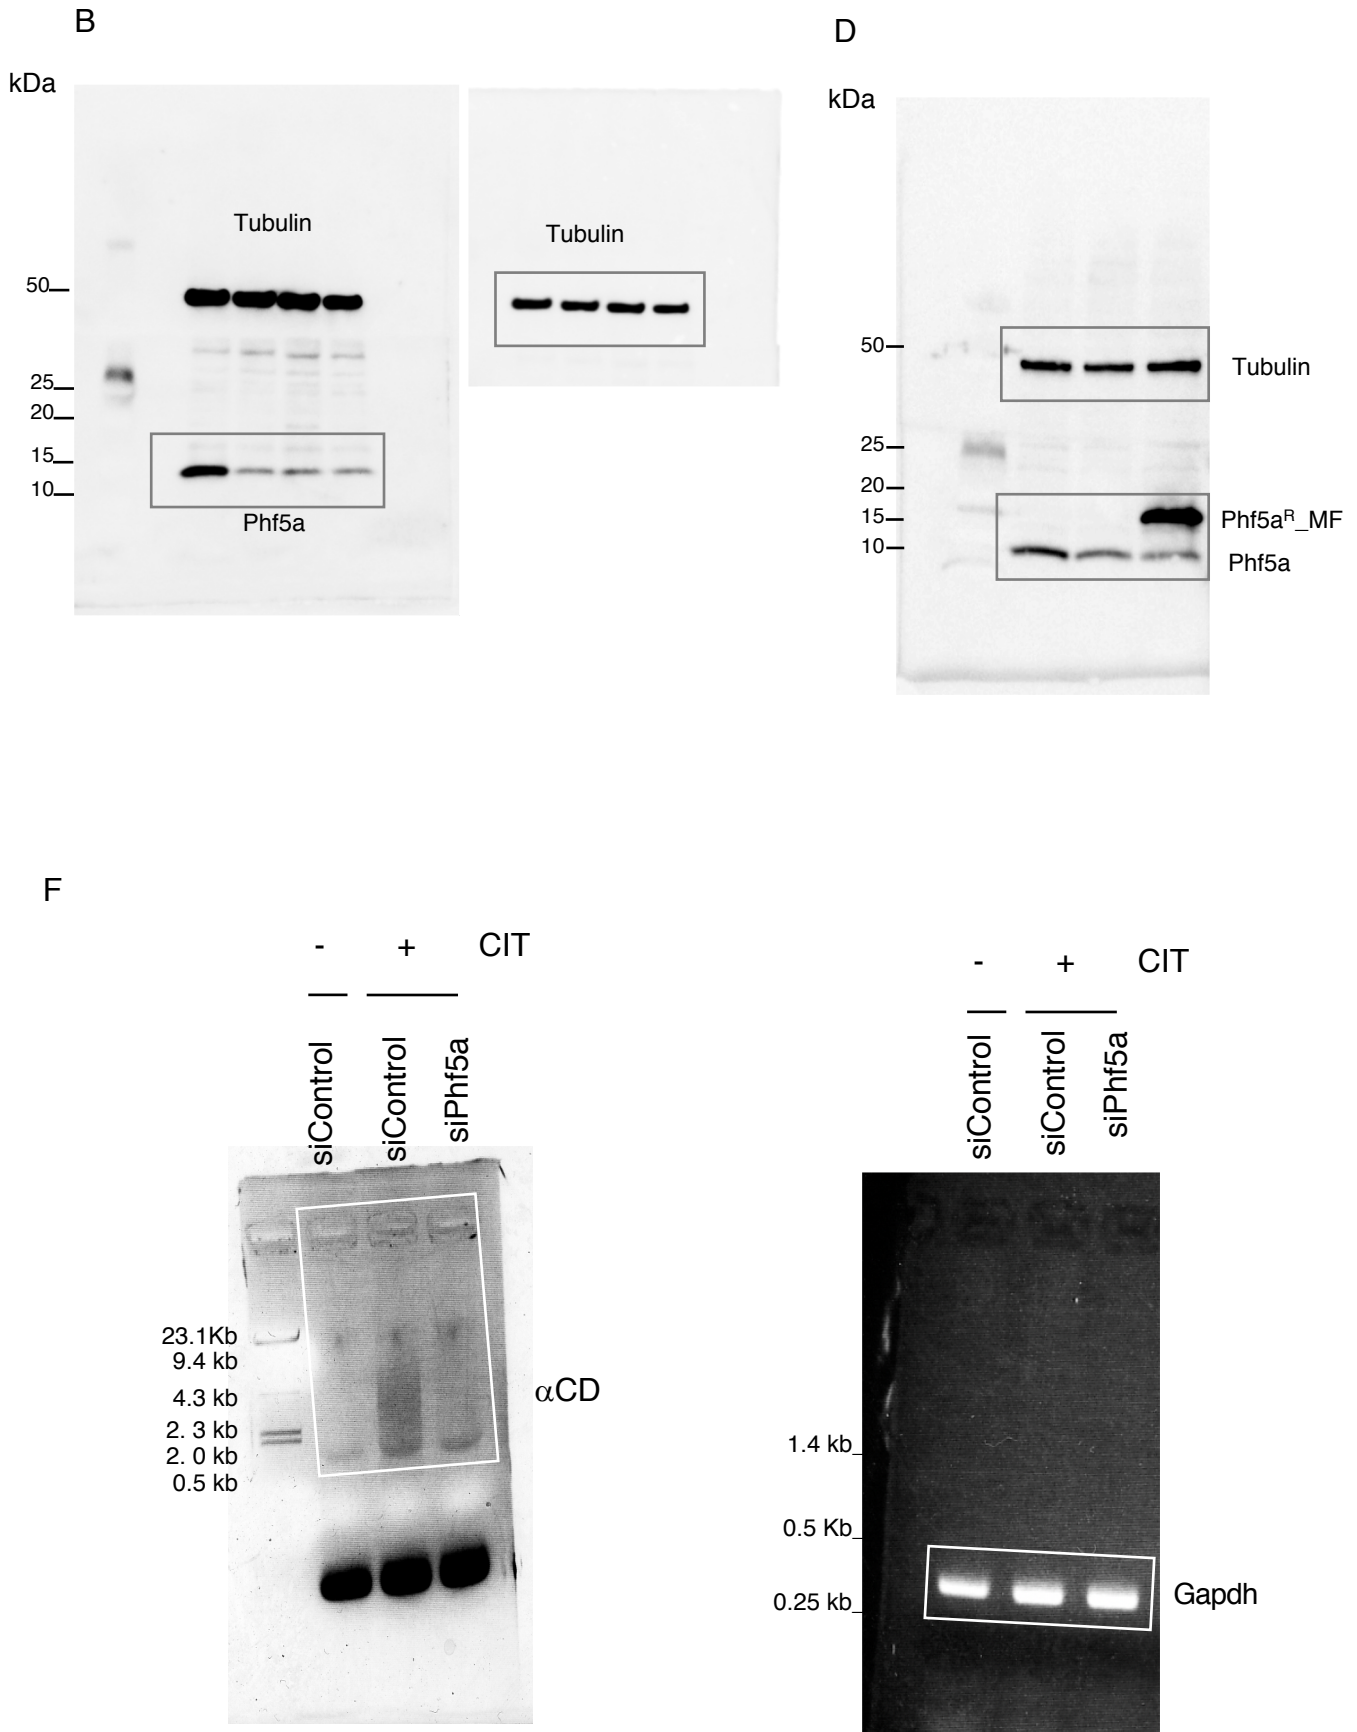 B
kDa
Tubulin
50
25
20
15
10
Phf5a
Tubulin
D
kDa
50
25
20
15
10
Tubulin
Phf5aᴿ_MF
Phf5a
F
- + CIT
siControl
siControl
siPhf5a
23.1Kb
9.4 kb
4.3 kb
2. 3 kb
2. 0 kb
0.5 kb
αCD
- + CIT
siControl
siControl
siPhf5a
1.4 kb
0.5 Kb
0.25 kb
Gapdh